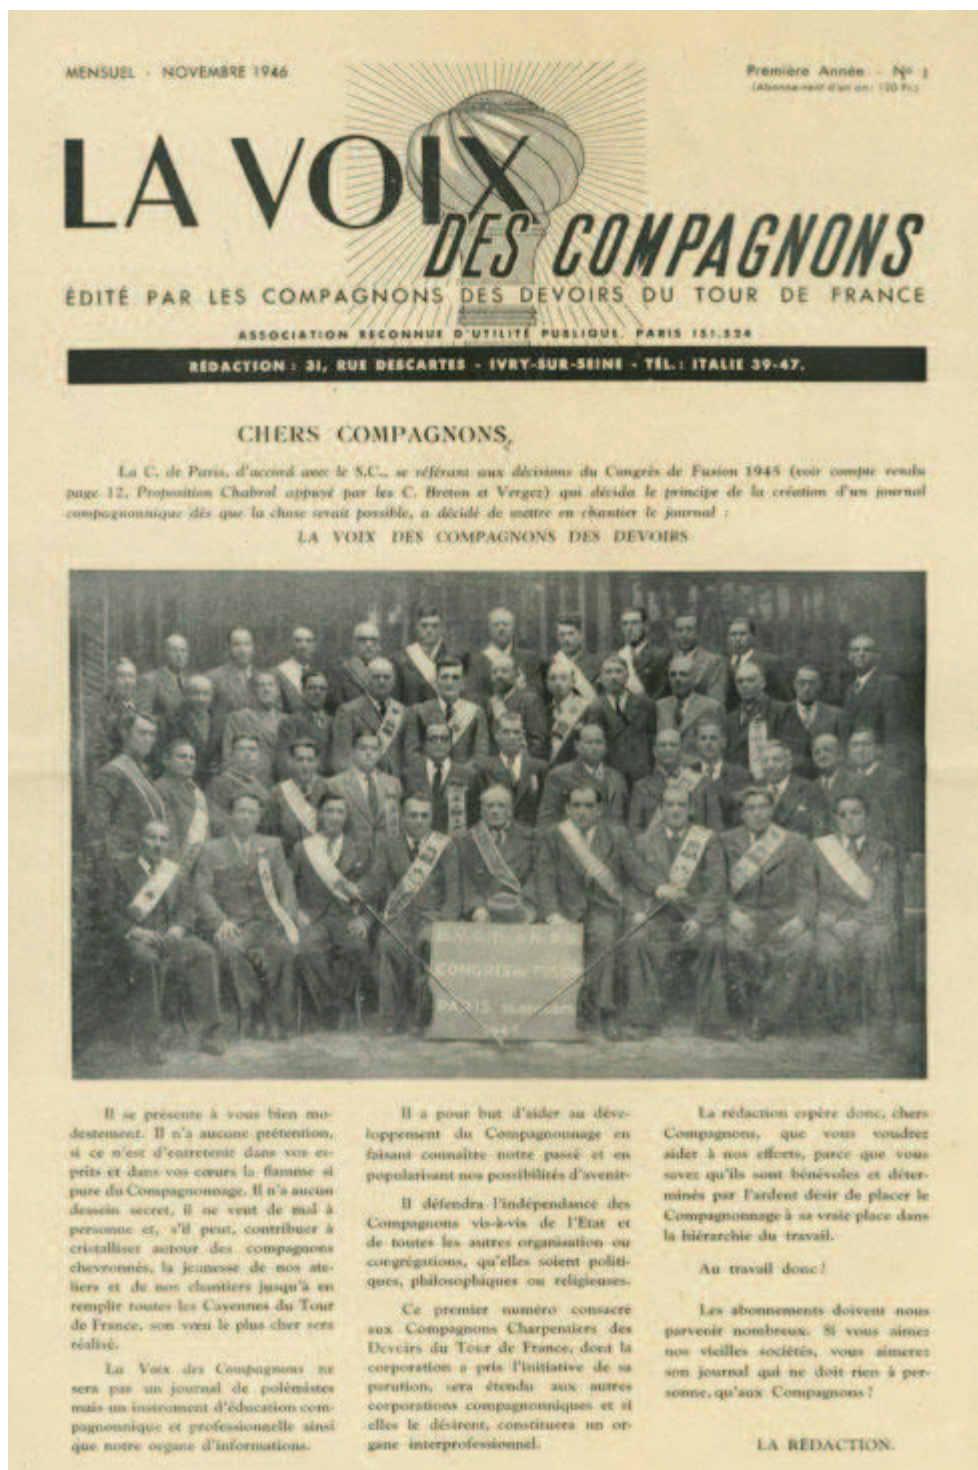 MENSUEL - NOVEMBRE 1946
Première Année - Nº 1
(Abonnement d'un an : 120 Fr.)
LA VOIX
DES COMPAGNONS
ÉDITÉ PAR LES COMPAGNONS DES DEVOIRS DU TOUR DE FRANCE
ASSOCIATION RECONNUE D'UTILITÉ PUBLIQUE. PARIS 151.524
RÉDACTION : 31, RUE DESCARTES - IVRY-SUR-SEINE - TÉL. : ITALIE 39-47.
CHERS COMPAGNONS,
La C. de Paris, d'accord avec le S.C., se référant aux décisions du Congrès de Fusion 1945 (voir compte rendu
page 12, Proposition Chabrol appuyé par les C. Breton et Vergez) qui décida le principe de la création d'un journal
compagnonnique dès que la chose serait possible, a décidé de mettre en chantier le journal :
LA VOIX DES COMPAGNONS DES DEVOIRS
CONGRÈS DE FUSION
PARIS
Il se présente à vous bien mo-
destement. Il n'a aucune prétention,
si ce n'est d'entretenir dans vos es-
prits et dans vos cœurs la flamme si
pure du Compagnonnage. Il n'a aucun
dessein secret, il ne veut de mal à
personne et, s'il peut, contribuer à
cristalliser autour des compagnons
chevronnés, la jeunesse de nos ate-
liers et de nos chantiers jusqu'à en
remplir toutes les Cayennes du Tour
de France, son vœu le plus cher sera
réalisé.
La Voix des Compagnons ne
sera pas un journal de polémistes
mais un instrument d'éducation com-
pagnonnique et professionnelle ainsi
que notre organe d'informations.
Il a pour but d'aider au déve-
loppement du Compagnonnage en
faisant connaître notre passé et en
popularisant nos possibilités d'avenir-
Il défendra l'indépendance des
Compagnons vis-à-vis de l'Etat et
de toutes les autres organisation ou
congrégations, qu'elles soient politi-
ques, philosophiques ou religieuses.
Ce premier numéro consacré
aux Compagnons Charpentiers des
Devoirs du Tour de France, dont la
corporation a pris l'initiative de sa
parution, sera étendu aux autres
corporations compagnonniques et si
elles le désirent, constituera un or-
gane interprofessionnel.
La rédaction espère donc, chers
Compagnons, que vous voudrez
aider à nos efforts, parce que vous
savez qu'ils sont bénévoles et déter-
minés par l'ardent désir de placer le
Compagnonnage à sa vraie place dans
la hiérarchie du travail.
Au travail donc !
Les abonnements doivent nous
parvenir nombreux. Si vous aimez
nos vieilles sociétés, vous aimerez
son journal qui ne doit rien à per-
sonne, qu'aux Compagnons !
LA RÉDACTION.